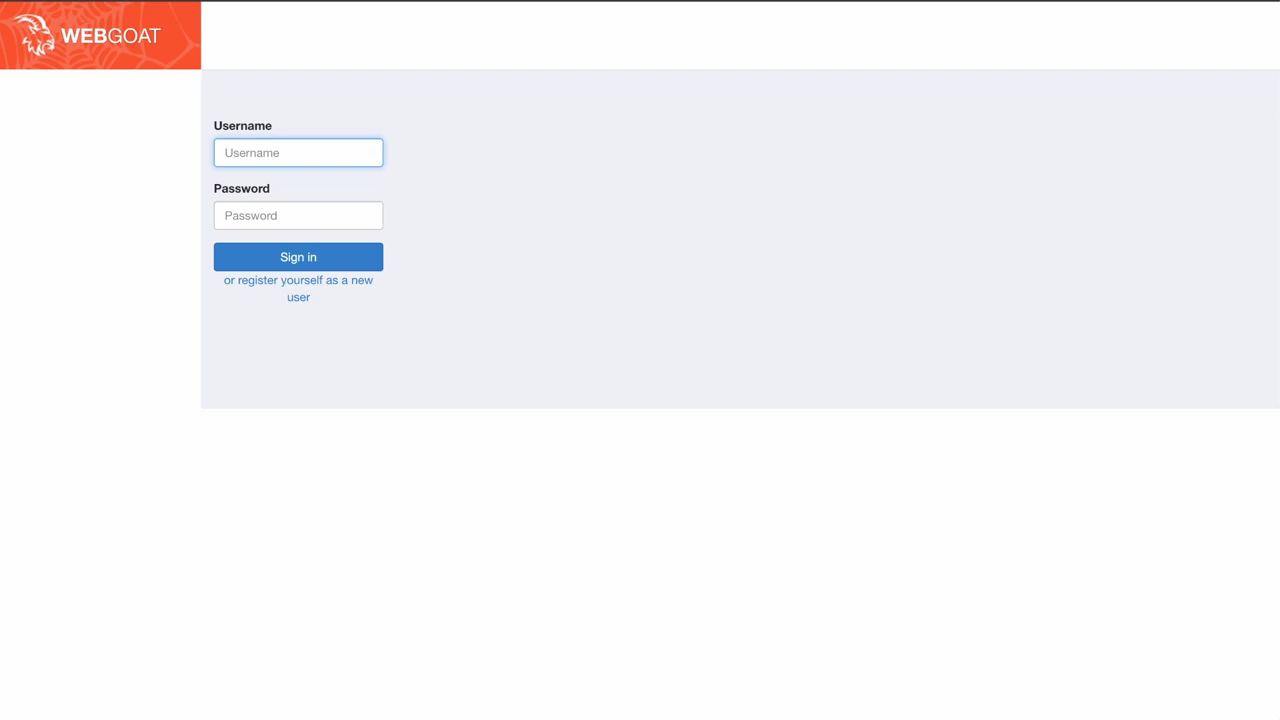 WEBGOAT
Username
Username
Password
Password
Sign in
or register yourself as a new
user